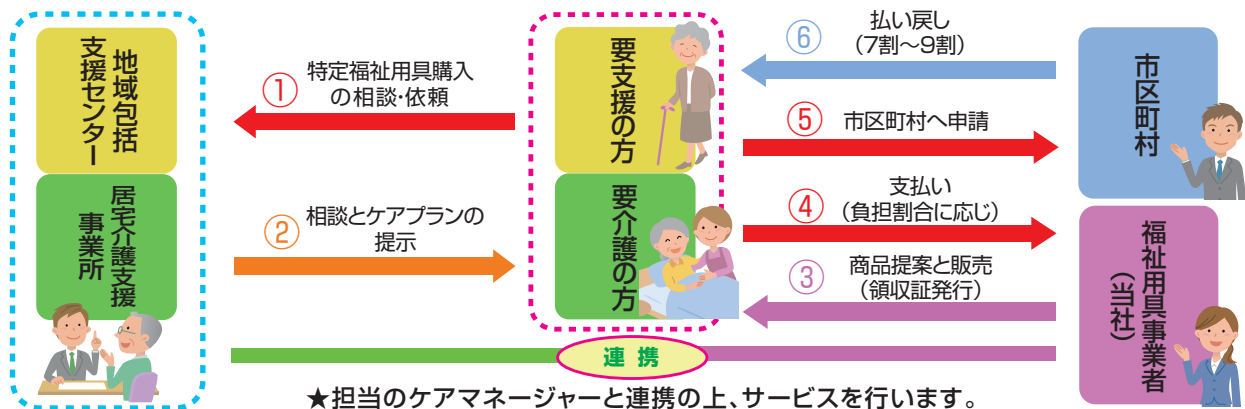 地域包括
支援センター
居宅介護支援
事業所
①
特定福祉用具購入
の相談・依頼
②
相談とケアプランの
提示
要支援の方
要介護の方
⑥
払い戻し
(7割〜9割)
⑤
市区町村へ申請
④
支払い
(負担割合に応じ)
③
商品提案と販売
(領収証発行)
市区町村
福祉用具事業者
(当社)
連携
★担当のケアマネージャーと連携の上、サービスを行います。